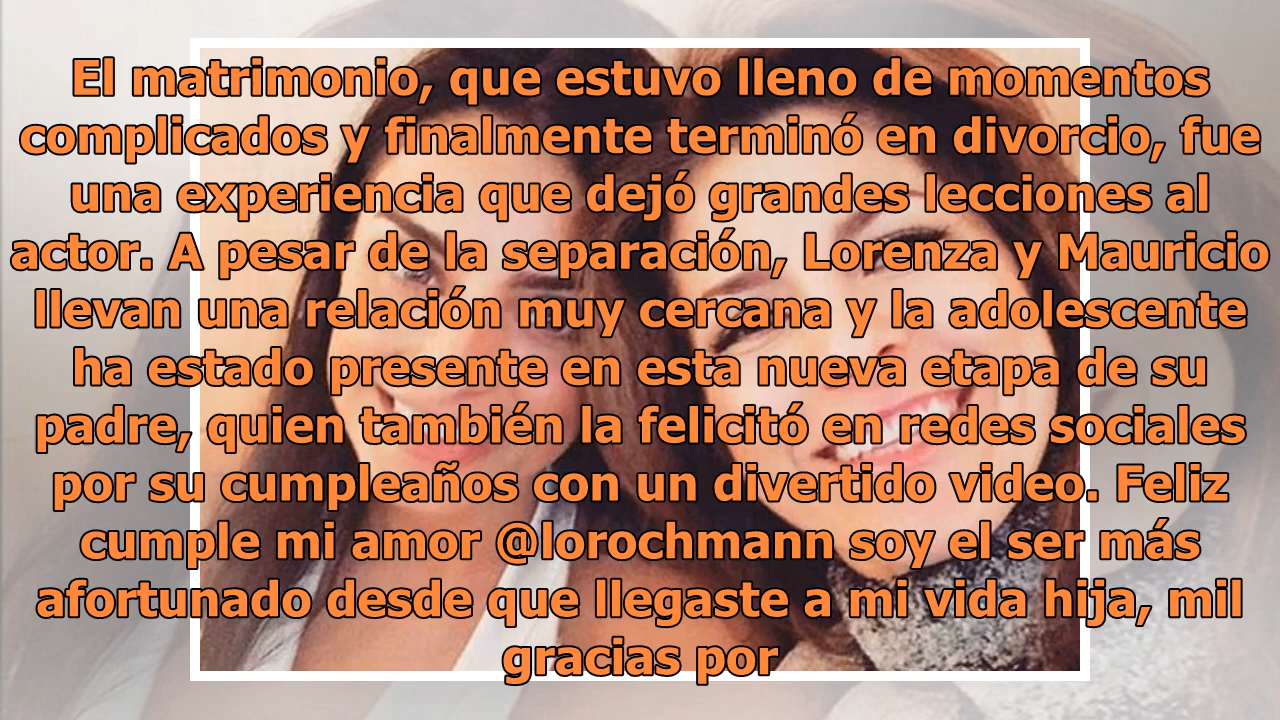 El matrimonio, que estuvo lleno de momentos
complicados y finalmente terminó en divorcio, fue
una experiencia que dejó grandes lecciones al
actor. A pesar de la separación, Lorenza y Mauricio
llevan una relación muy cercana y la adolescente
ha estado presente en esta nueva etapa de su
padre, quien también la felicitó en redes sociales
por su cumpleaños con un divertido video. Feliz
cumple mi amor @lorochmann soy el ser más
afortunado desde que llegaste a mi vida hija, mil
gracias por